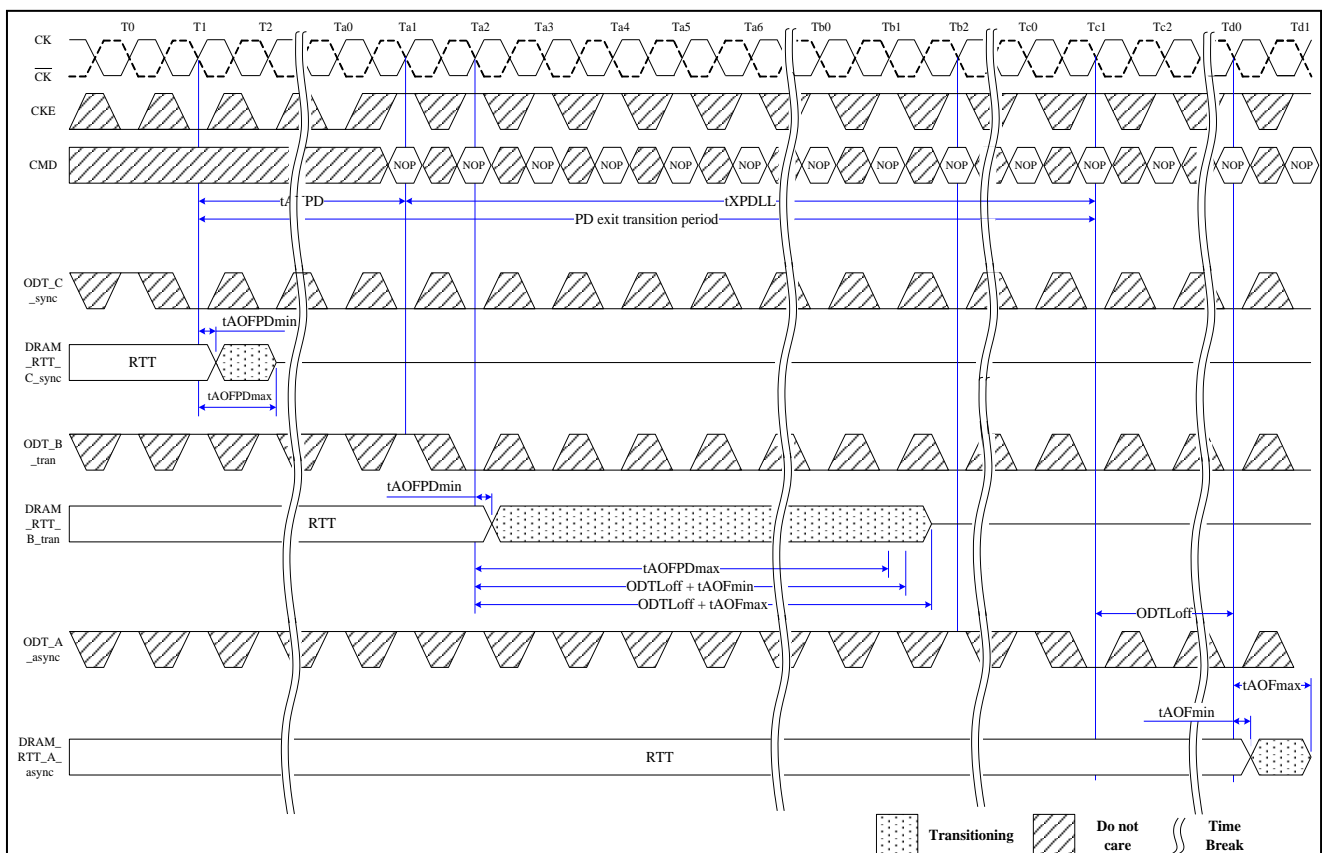 T0 T1 T2 Ta0 Ta1 Ta2 Ta3 Ta4 Ta5 Ta6 Tb0 Tb1 Tb2 Tc0 Tc1 Tc2 Td0 Td1
CK
CK
CKE
CMD
NOP NOP NOP NOP NOP NOP NOP NOP NOP NOP NOP NOP NOP NOP
tXPDLL
PD exit transition period
ODT_C
_sync
tAOFPDmin
DRAM
_RTT_
C_sync
RTT
tAOFPDmax
ODT_B
_tran
tAOFPDmin
DRAM
_RTT_
B_tran
RTT
tAOFPDmax
ODTLoff + tAOFmin
ODTLoff + tAOFmax
ODTLoff
ODT_A
_async
tAOFmax
tAOFmin
DRAM_
RTT_A_
async
RTT
Transitioning
Do not
care
Time
Break